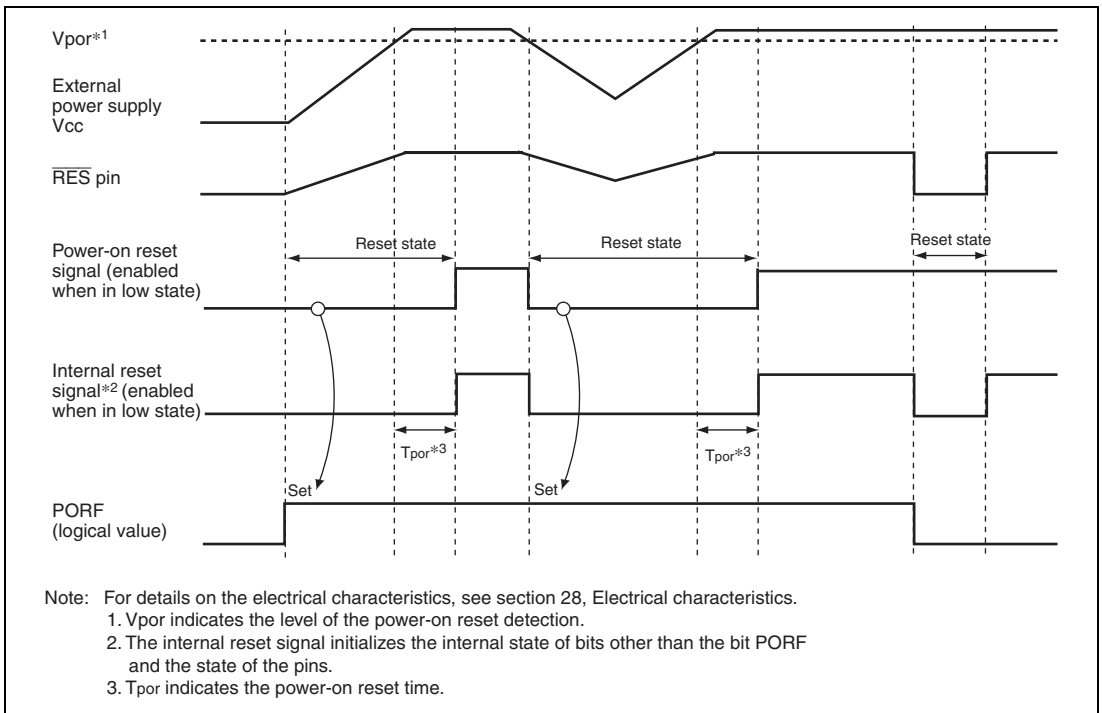 Vpor*1
External
power supply
Vcc
RES pin
Power-on reset
signal (enabled
when in low state)
Reset state
Reset state
Reset state
Internal reset
signal*2 (enabled
when in low state)
Tpor*3
Tpor*3
Set
Set
PORF
(logical value)
Note: For details on the electrical characteristics, see section 28, Electrical characteristics.
1. Vpor indicates the level of the power-on reset detection.
2. The internal reset signal initializes the internal state of bits other than the bit PORF
and the state of the pins.
3. Tpor indicates the power-on reset time.